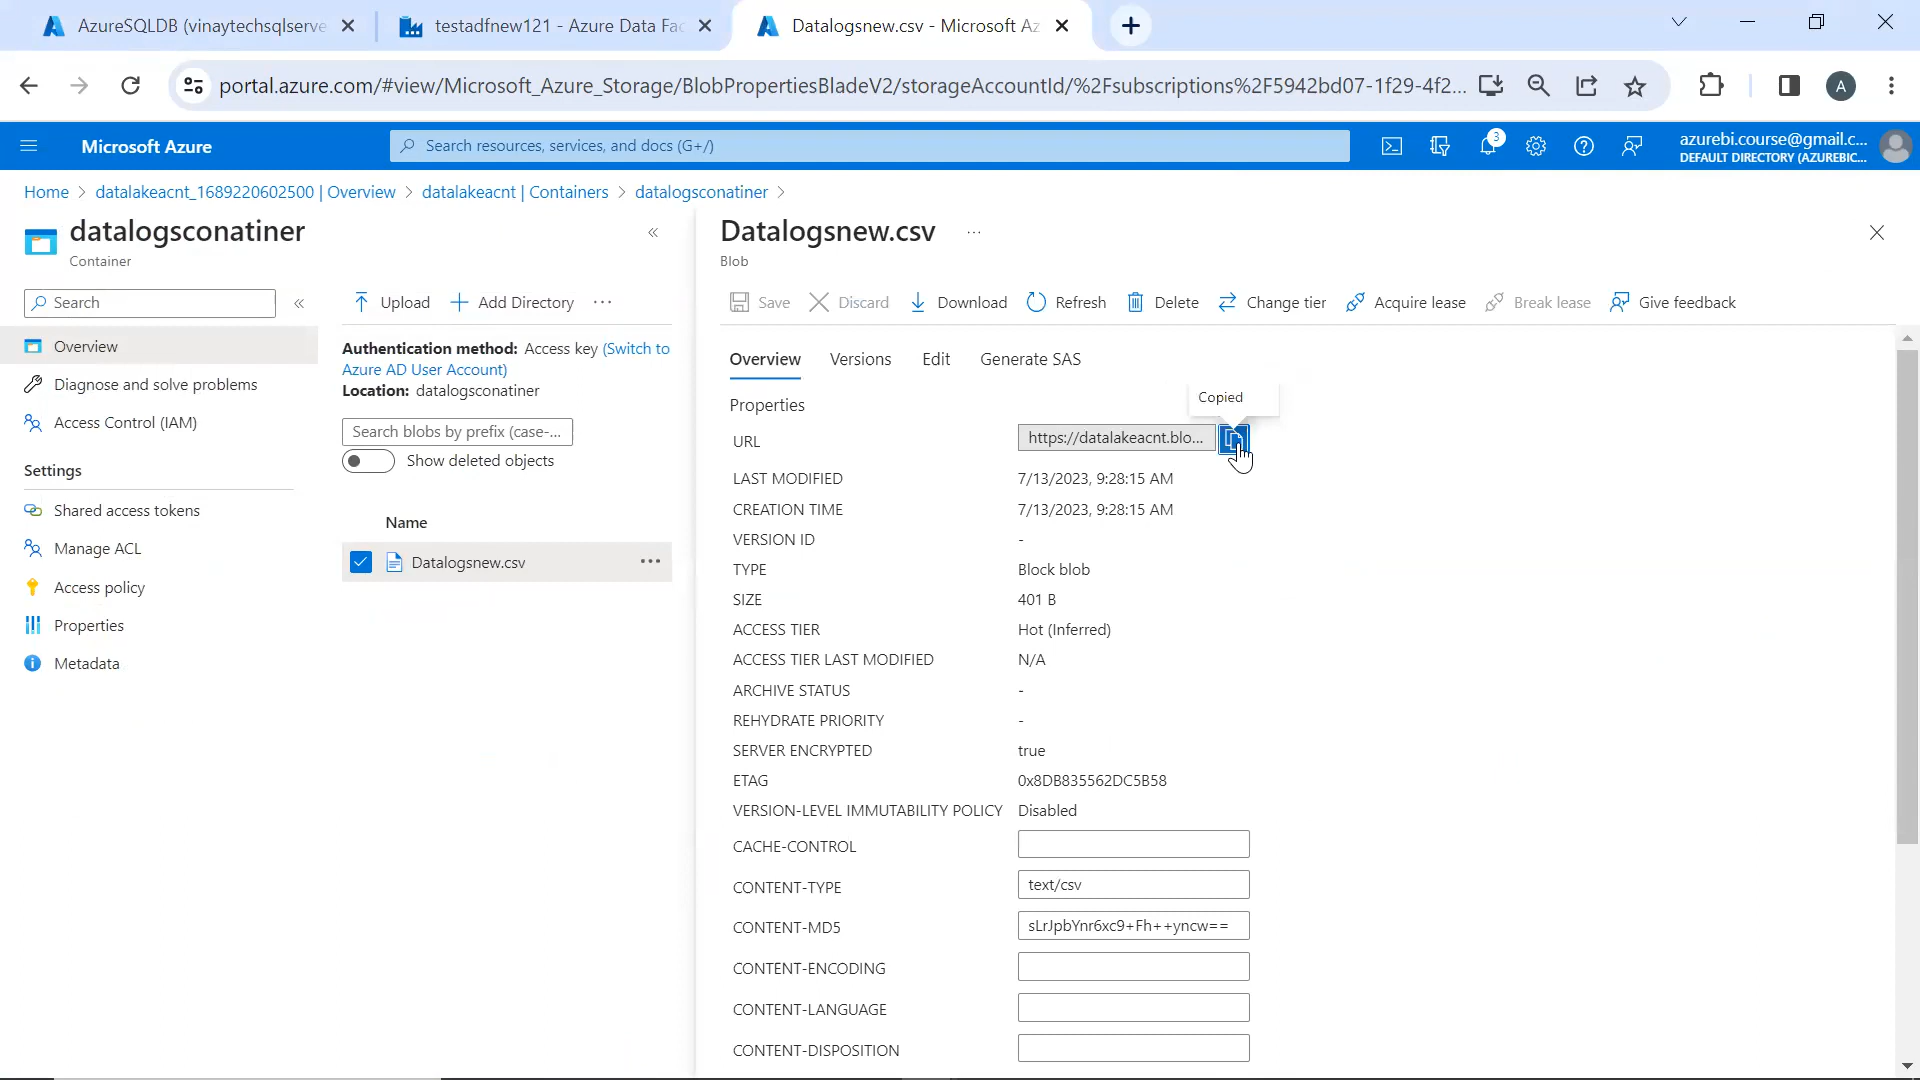 AzureSQLDB (vinaytechsqlserve
testadfnew121 - Azure Data Fac
Datalogsnew.csv - Microsoft Az
portal.azure.com/#view/Microsoft_Azure_Storage/BlobPropertiesBladeV2/storageAccountId/%2Fsubscriptions%2F5942bd07-1f29-4f2...
A
Microsoft Azure
Search resources, services, and docs (G+/)
3
azurebi.course@gmail.c...
DEFAULT DIRECTORY (AZUREBIC...
Home > datalakeacnt_1689220602500 | Overview > datalakeacnt | Containers > datalogsconatiner >
datalogsconatiner
Container
Search
Overview
Diagnose and solve problems
Access Control (IAM)
Settings
Shared access tokens
Manage ACL
Access policy
Properties
Metadata
Upload
Add Directory
...
Authentication method: Access key (Switch to
Azure AD User Account)
Location: datalogsconatiner
Search blobs by prefix (case-...
Show deleted objects
Name
Datalogsnew.csv
...
Datalogsnew.csv
...
Blob
Save
Discard
Download
Refresh
Delete
Change tier
Acquire lease
Break lease
Give feedback
Overview
Versions
Edit
Generate SAS
Copied
Properties
URL https://datalakeacnt.blo...
LAST MODIFIED 7/13/2023, 9:28:15 AM
CREATION TIME 7/13/2023, 9:28:15 AM
VERSION ID -
TYPE Block blob
SIZE 401 B
ACCESS TIER Hot (Inferred)
ACCESS TIER LAST MODIFIED N/A
ARCHIVE STATUS -
REHYDRATE PRIORITY -
SERVER ENCRYPTED true
ETAG 0x8DB835562DC5B58
VERSION-LEVEL IMMUTABILITY POLICY Disabled
CACHE-CONTROL
CONTENT-TYPE text/csv
CONTENT-MD5 sLrJpbYnr6xc9+Fh++yncw==
CONTENT-ENCODING
CONTENT-LANGUAGE
CONTENT-DISPOSITION